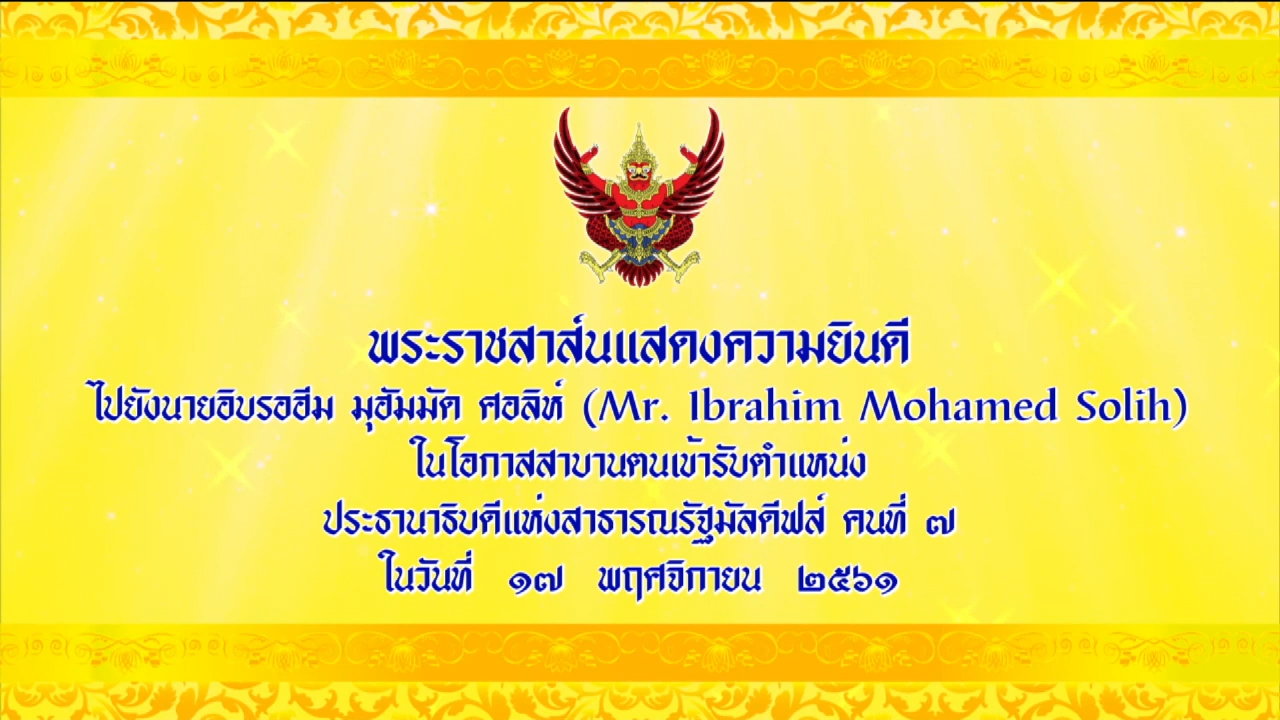 พระราชสาส์นแสดงความยินดี
ไปยังนายอิบรอฮีม มุฮัมมัด ศอลิห์ (Mr. Ibrahim Mohamed Solih)
ในโอกาสสาบานตนเข้ารับตำแหน่ง
ประธานาธิบดีแห่งสาธารณรัฐมัลดีฟส์ คนที่ ๗
ในวันที่ ๑๗ พฤศจิกายน ๒๕๖๑